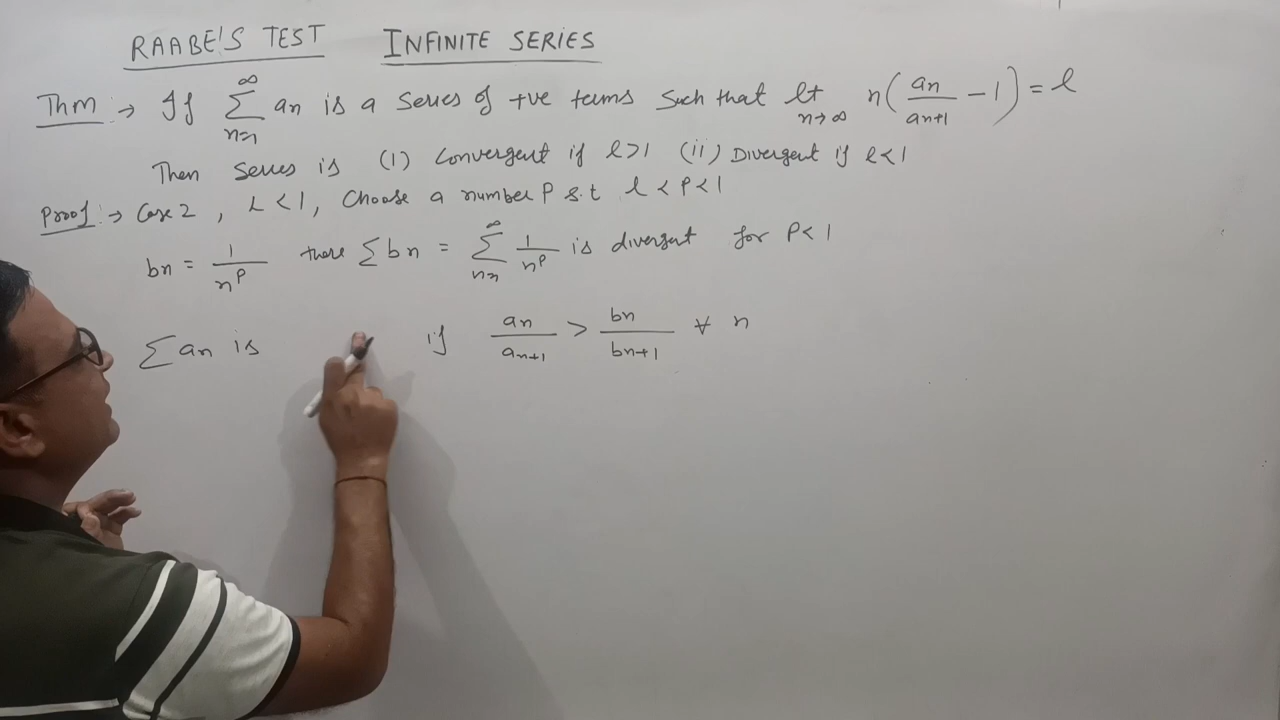 RAABE'S TEST INFINITE SERIES
Thm :→ If ∑_{n=1}^{∞} an is a series of +ve terms such that lt_{n→∞} n(an/an+1 − 1) = l
Then series is (i) Convergent if l>1 (ii) Divergent if l<1
Proof :→ Case 2, L<1, Choose a number P s.t l < P < 1
bn = 1/n^p there ∑bn = ∑_{n=1}^{∞} 1/n^p is divergent for P<1
∑an is if an/an+1 > bn/bn+1 ∀ n